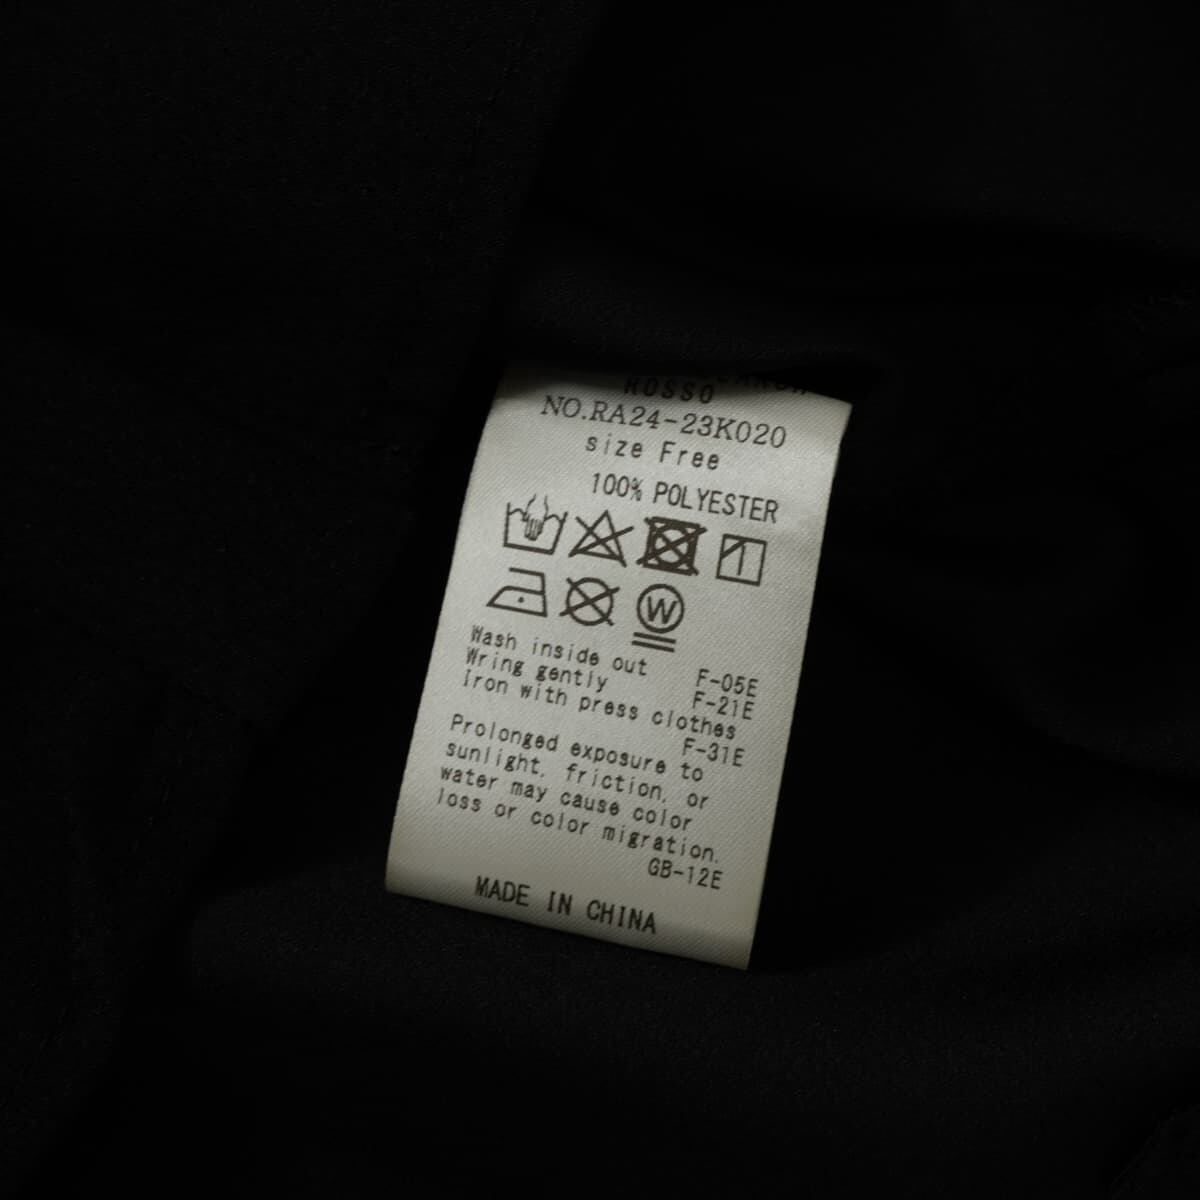 ROSSO
NO.RA24-23K020
size Free
100% POLYESTER
W
Wash inside out F-05E
Wring gently F-21E
Iron with press clothes
F-31E
Prolonged exposure to
sunlight, friction, or
water may cause color
loss or color migration.
GB-12E
MADE IN CHINA